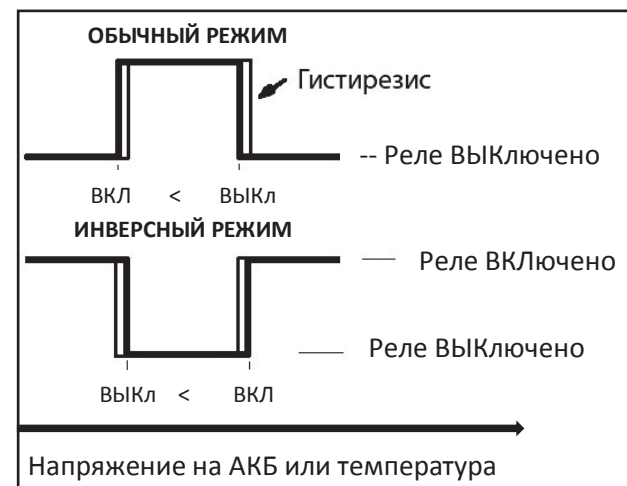 ОБЫЧНЫЙ РЕЖИМ
Гистирезис
-- Реле ВЫКлючено
ВКЛ < ВЫКл
ИНВЕРСНЫЙ РЕЖИМ
Реле ВКЛючено
Реле ВЫКлючено
ВЫКл < ВКЛ
Напряжение на АКБ или температура